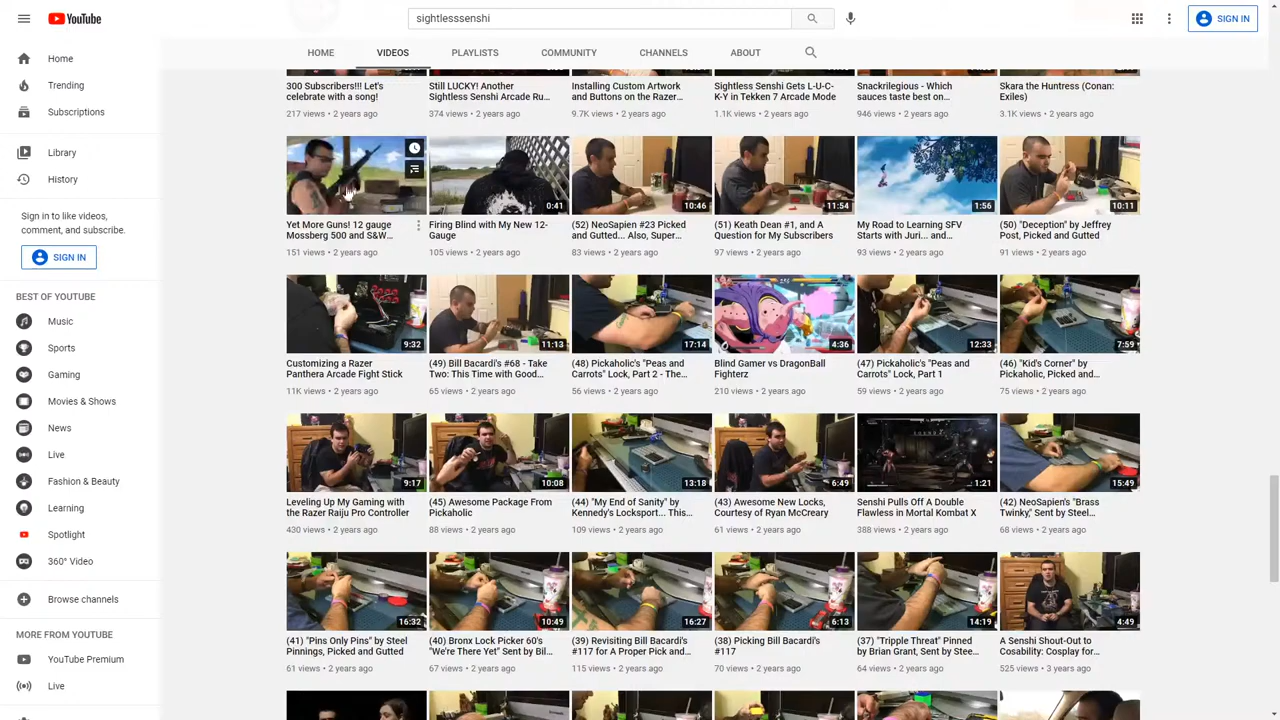 YouTube
sightlesssenshi
SIGN IN
HOME
VIDEOS
PLAYLISTS
COMMUNITY
CHANNELS
ABOUT
Home
Trending
Subscriptions
Library
History
Sign in to like videos,
comment, and subscribe.
SIGN IN
BEST OF YOUTUBE
Music
Sports
Gaming
Movies & Shows
News
Live
Fashion & Beauty
Learning
Spotlight
360° Video
Browse channels
MORE FROM YOUTUBE
YouTube Premium
Live
300 Subscribers!!! Let's
celebrate with a song!
217 views • 2 years ago
Still LUCKY! Another
Sightless Senshi Arcade Ru...
374 views • 2 years ago
Installing Custom Artwork
and Buttons on the Razer...
9.7K views • 2 years ago
Sightless Senshi Gets L-U-C-
K-Y in Tekken 7 Arcade Mode
1.1K views • 2 years ago
Snackrilegious - Which
sauces taste best on...
946 views • 2 years ago
Skara the Huntress (Conan:
Exiles)
3.1K views • 2 years ago
Yet More Guns! 12 gauge
Mossberg 500 and S&W...
151 views • 2 years ago
0:41
Firing Blind with My New 12-
Gauge
105 views • 2 years ago
10:46
(52) NeoSapien #23 Picked
and Gutted... Also, Super...
83 views • 2 years ago
11:54
(51) Keath Dean #1, and A
Question for My Subscribers
97 views • 2 years ago
1:56
My Road to Learning SFV
Starts with Juri... and...
93 views • 2 years ago
10:11
(50) "Deception" by Jeffrey
Post, Picked and Gutted
91 views • 2 years ago
9:32
Customizing a Razer
Panthera Arcade Fight Stick
11K views • 2 years ago
11:13
(49) Bill Bacardi's #68 - Take
Two: This Time with Good...
65 views • 2 years ago
17:14
(48) Pickaholic's "Peas and
Carrots" Lock, Part 2 - The...
56 views • 2 years ago
4:36
Blind Gamer vs DragonBall
Fighterz
210 views • 2 years ago
12:33
(47) Pickaholic's "Peas and
Carrots" Lock, Part 1
59 views • 2 years ago
7:59
(46) "Kid's Corner" by
Pickaholic, Picked and...
75 views • 2 years ago
9:17
Leveling Up My Gaming with
the Razer Raiju Pro Controller
430 views • 2 years ago
10:08
(45) Awesome Package From
Pickaholic
88 views • 2 years ago
13:18
(44) "My End of Sanity" by
Kennedy's Locksport... This...
109 views • 2 years ago
6:49
(43) Awesome New Locks,
Courtesy of Ryan McCreary
61 views • 2 years ago
1:21
Senshi Pulls Off A Double
Flawless in Mortal Kombat X
388 views • 2 years ago
15:49
(42) NeoSapien's "Brass
Twinky," Sent by Steel...
68 views • 2 years ago
16:32
(41) "Pins Only Pins" by Steel
Pinnings, Picked and Gutted
61 views • 2 years ago
10:49
(40) Bronx Lock Picker 60's
"We're There Yet" Sent by Bil...
67 views • 2 years ago
16:27
(39) Revisiting Bill Bacardi's
#117 for A Proper Pick and...
115 views • 2 years ago
6:13
(38) Picking Bill Bacardi's
#117
70 views • 2 years ago
14:19
(37) "Tripple Threat" Pinned
by Brian Grant, Sent by Stee...
64 views • 2 years ago
4:49
A Senshi Shout-Out to
Cosability: Cosplay for...
525 views • 3 years ago